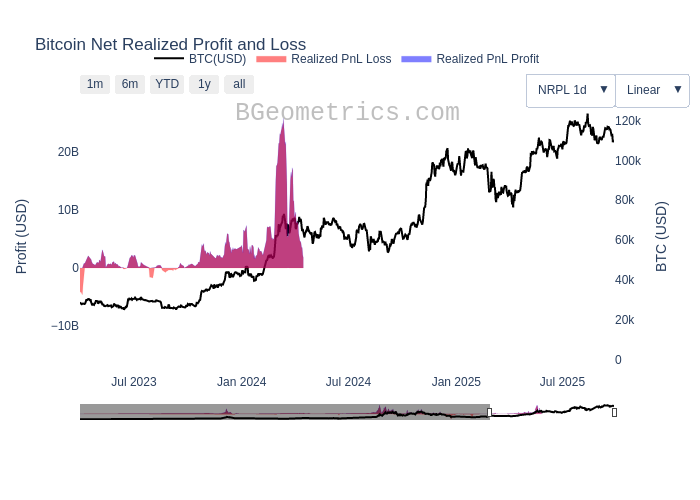 Bitcoin Net Realized Profit and Loss
BTC(USD) Realized PnL Loss Realized PnL Profit
1m 6m YTD 1y all
NRPL 1d ▼ Linear ▼
BGeometrics.com
20B
10B
0
−10B
Profit (USD)
120k
100k
80k
60k
40k
20k
0
BTC (USD)
Jul 2023 Jan 2024 Jul 2024 Jan 2025 Jul 2025